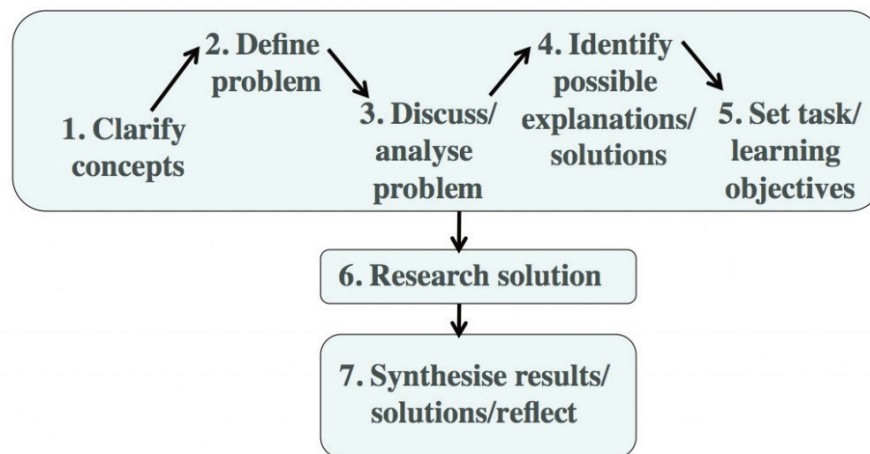 1. Clarify
concepts
2. Define
problem
3. Discuss/
analyse
problem
4. Identify
possible
explanations/
solutions
5. Set task/
learning
objectives
6. Research solution
7. Synthesise results/
solutions/reflect